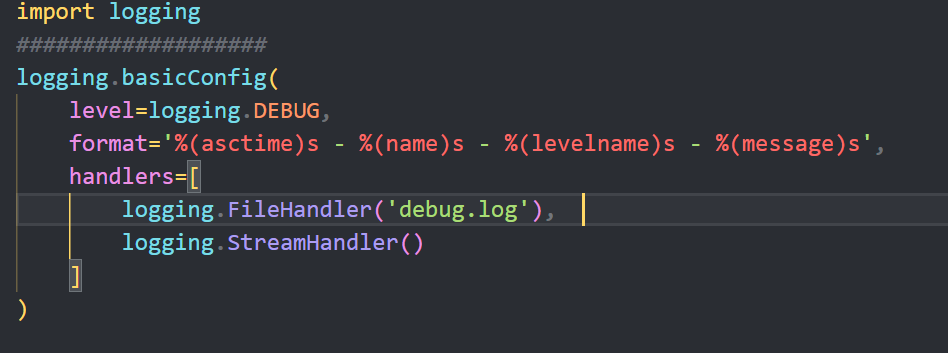 import logging
###################
logging.basicConfig(
    level=logging.DEBUG,
    format='%(asctime)s - %(name)s - %(levelname)s - %(message)s',
    handlers=[
        logging.FileHandler('debug.log'),
        logging.StreamHandler()
    ]
)